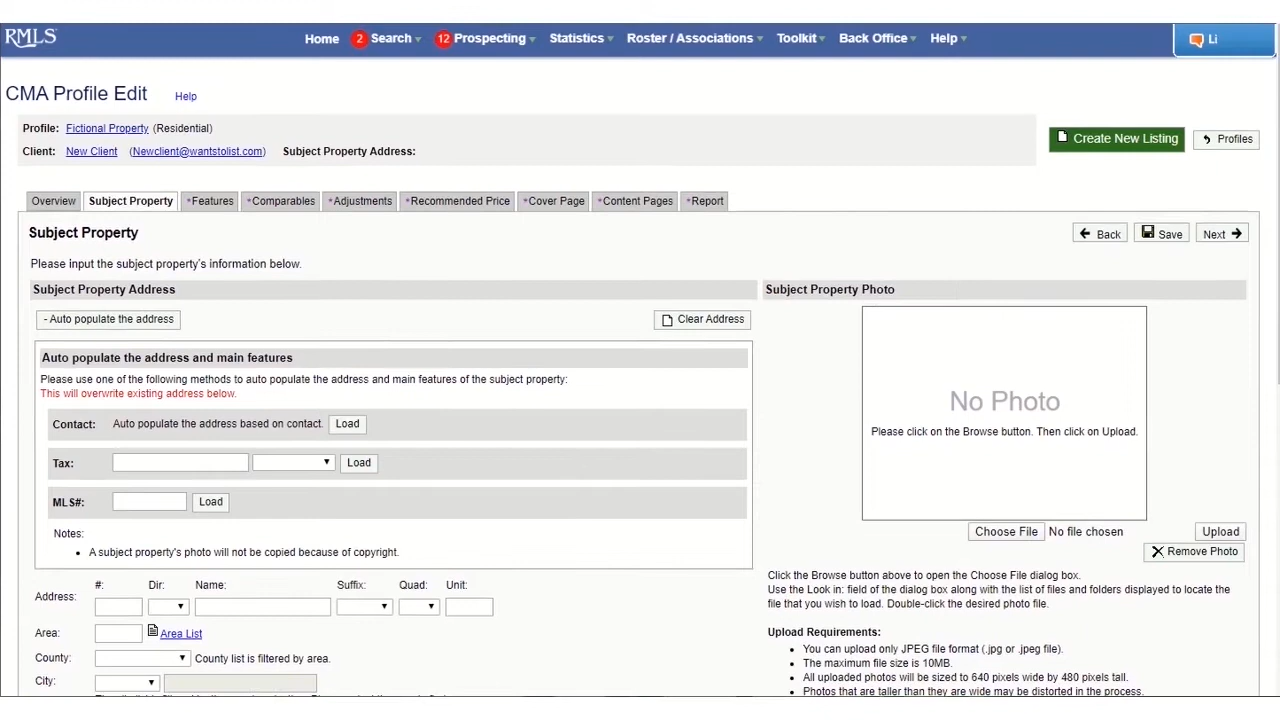 RMLS
Home 2 Search 12 Prospecting Statistics Roster / Associations Toolkit Back Office Help Li
CMA Profile Edit Help
Profile: Fictional Property (Residential)
Client: New Client (Newclient@wantstolist.com) Subject Property Address:
Create New Listing Profiles
Overview Subject Property *Features *Comparables *Adjustments *Recommended Price *Cover Page *Content Pages *Report
Subject Property
Back Save Next
Please input the subject property's information below.
Subject Property Address
- Auto populate the address Clear Address
Auto populate the address and main features
Please use one of the following methods to auto populate the address and main features of the subject property:
This will overwrite existing address below.
Contact: Auto populate the address based on contact. Load
Tax: Load
MLS#: Load
Notes:
• A subject property's photo will not be copied because of copyright.
#: Dir: Name: Suffix: Quad: Unit:
Address:
Area: Area List
County: County list is filtered by area.
City:
Subject Property Photo
No Photo
Please click on the Browse button. Then click on Upload.
Choose File No file chosen Upload
Remove Photo
Click the Browse button above to open the Choose File dialog box.
Use the Look in: field of the dialog box along with the list of files and folders displayed to locate the
file that you wish to load. Double-click the desired photo file.
Upload Requirements:
• You can upload only JPEG file format (.jpg or .jpeg file).
• The maximum file size is 10MB.
• All uploaded photos will be sized to 640 pixels wide by 480 pixels tall.
• Photos that are taller than they are wide may be distorted in the process.